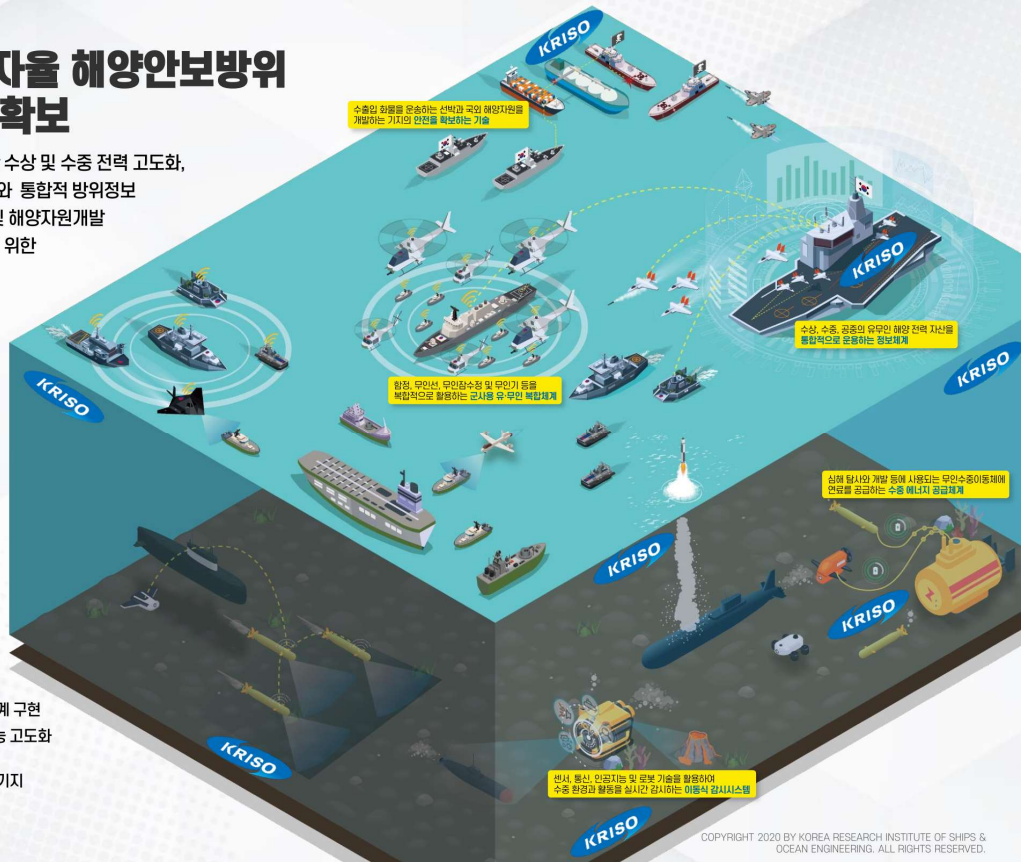 자율 해양안보방위
확보
수상 및 수중 전력 고도화,
와 통합적 방위정보
및 해양자원개발
위한
KRISO
수출입 화물을 운송하는 선박과 국외 해양자원을
개발하는 기지의 안전을 확보하는 기술
KRISO
수상, 수중, 공중의 유무인 해양 전력 자산을
통합적으로 운용하는 정보체계
KRISO
KRISO
함정, 무인선, 무인잠수정 및 무인기 등을
복합적으로 활용하는 군사용 유·무인 복합체계
심해 탐사와 개발 등에 사용되는 무인수중이동체에
연료를 공급하는 수중 에너지 공급체계
KRISO
KRISO
계 구현
능 고도화
기지
KRISO
센서, 통신, 인공지능 및 로봇 기술을 활용하여
수중 환경과 활동을 실시간 감시하는 이동식 감시시스템
KRISO
COPYRIGHT 2020 BY KOREA RESEARCH INSTITUTE OF SHIPS &
OCEAN ENGINEERING. ALL RIGHTS RESERVED.